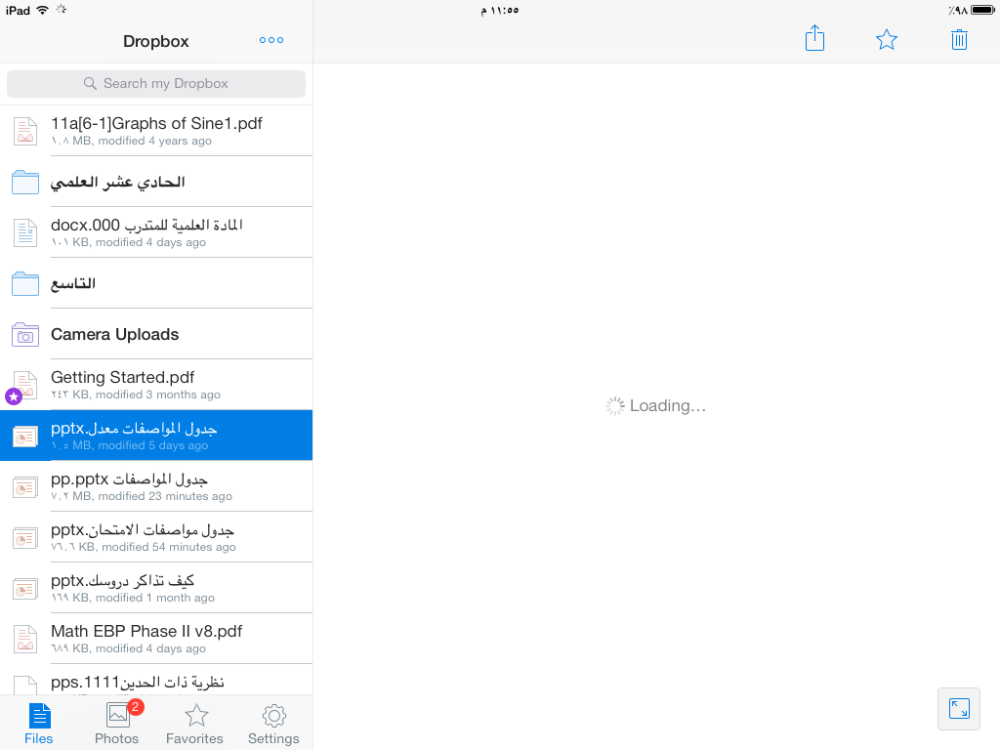 iPad
١١:٥٥ م
٪٩٨
Dropbox
Search my Dropbox
11a[6-1]Graphs of Sine1.pdf
١,٨ MB, modified 4 years ago
الحادي عشر العلمي
المادة العلمية للمتدرب 000.docx
١٠١ KB, modified 4 days ago
التاسع
Camera Uploads
Getting Started.pdf
٢٤٣ KB, modified 3 months ago
جدول المواصفات معدل.pptx
١,٥ MB, modified 5 days ago
جدول المواصفات pp.pptx
٧,٢ MB, modified 23 minutes ago
جدول مواصفات الامتحان.pptx
٧٦,٦ KB, modified 54 minutes ago
كيف تذاكر دروسك.pptx
١٦٩ KB, modified 1 month ago
Math EBP Phase II v8.pdf
٦٨٩ KB, modified 4 days ago
نظرية ذات الحدين1111.pps
Loading...
2
Files
Photos
Favorites
Settings